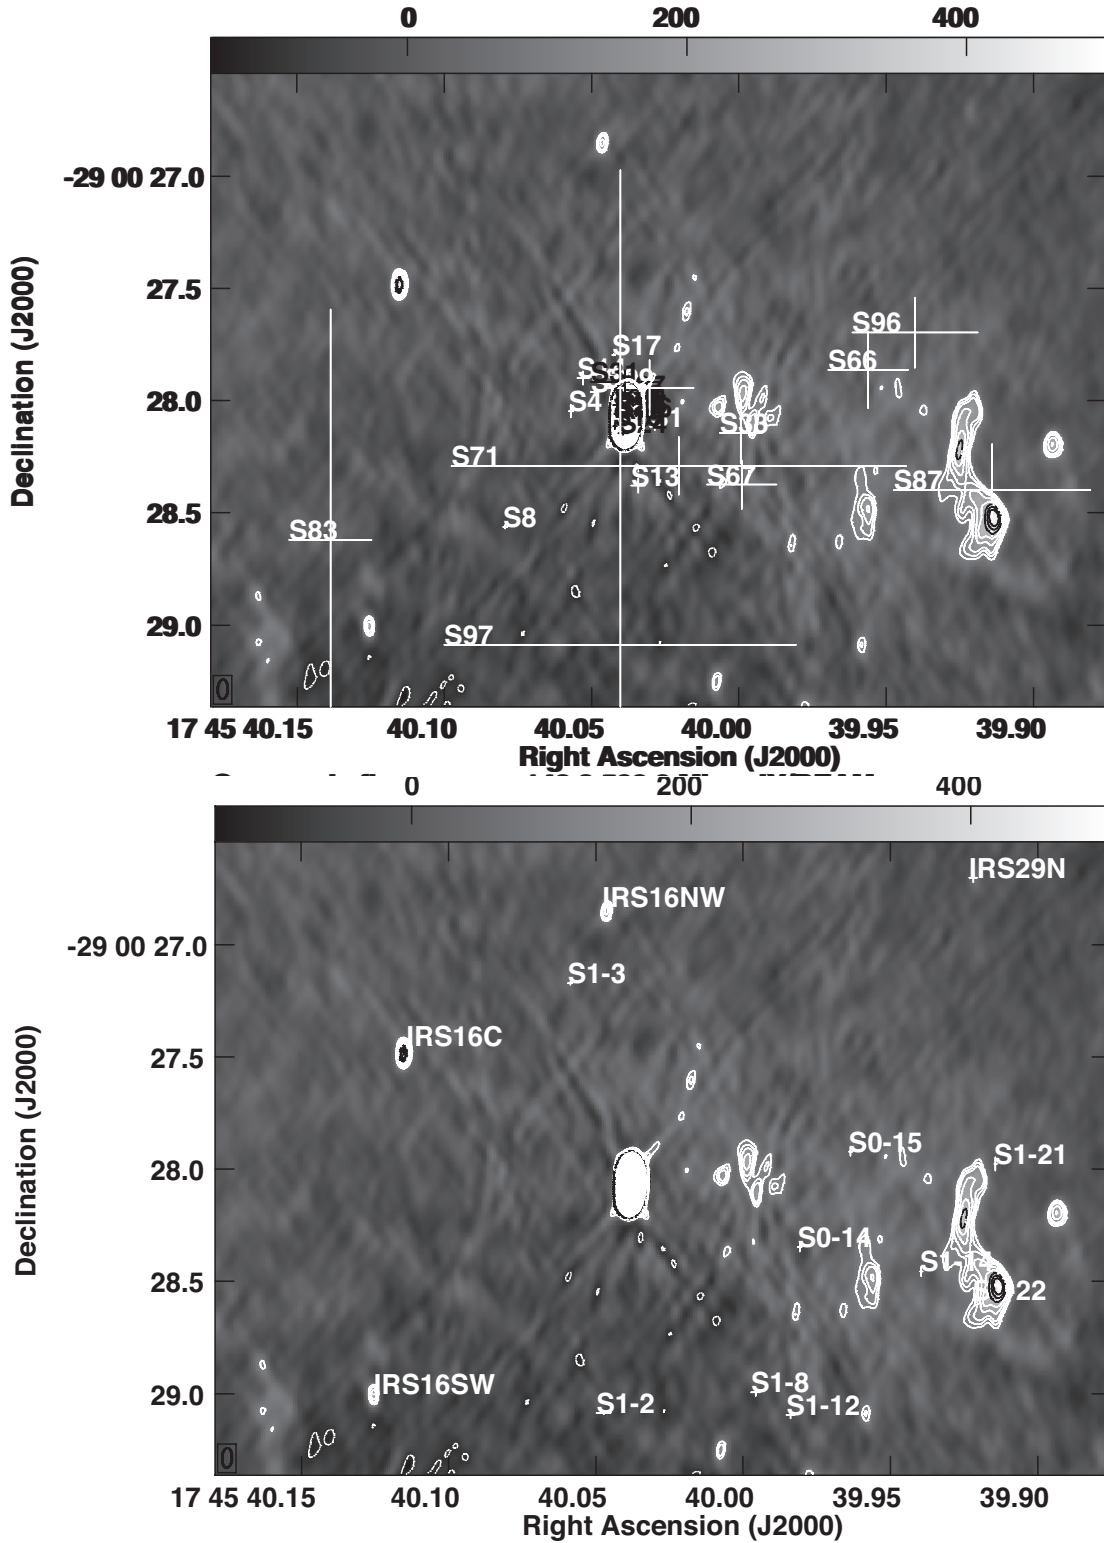 0 200 400
-29 00 27.0
27.5
28.0
28.5
29.0
Declination (J2000)
S96
S17
S66
S4
S33
S71
S13
S67
S87
S8
S83
S97
17 45 40.15 40.10 40.05 40.00 39.95 39.90
Right Ascension (J2000)
0 200 400
-29 00 27.0
27.5
28.0
28.5
29.0
Declination (J2000)
IRS29N
IRS16NW
S1-3
IRS16C
S0-15
S1-21
S0-14
22
IRS16SW
S1-8
S1-2
S1-12
17 45 40.15 40.10 40.05 40.00 39.95 39.90
Right Ascension (J2000)